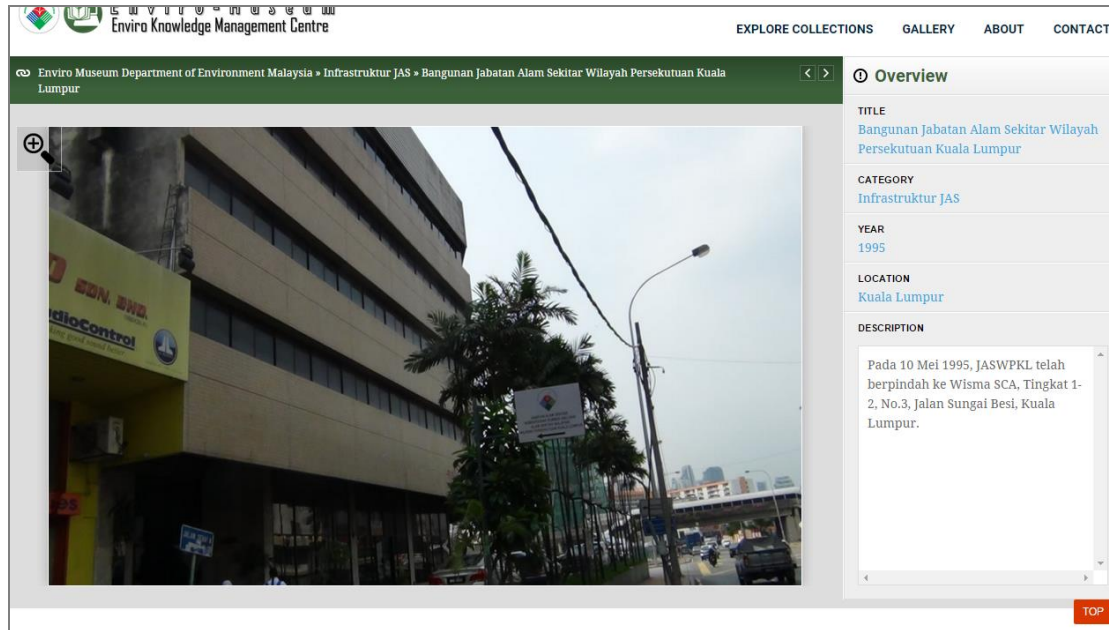 Enviro-Museum
Enviro Knowledge Management Centre
EXPLORE COLLECTIONS GALLERY ABOUT CONTACT
Enviro Museum Department of Environment Malaysia » Infrastruktur JAS » Bangunan Jabatan Alam Sekitar Wilayah Persekutuan Kuala
Lumpur
SDN. BHD.
dioControl
Overview
TITLE
Bangunan Jabatan Alam Sekitar Wilayah
Persekutuan Kuala Lumpur
CATEGORY
Infrastruktur JAS
YEAR
1995
LOCATION
Kuala Lumpur
DESCRIPTION
Pada 10 Mei 1995, JASWPKL telah
berpindah ke Wisma SCA, Tingkat 1-
2, No.3, Jalan Sungai Besi, Kuala
Lumpur.
TOP